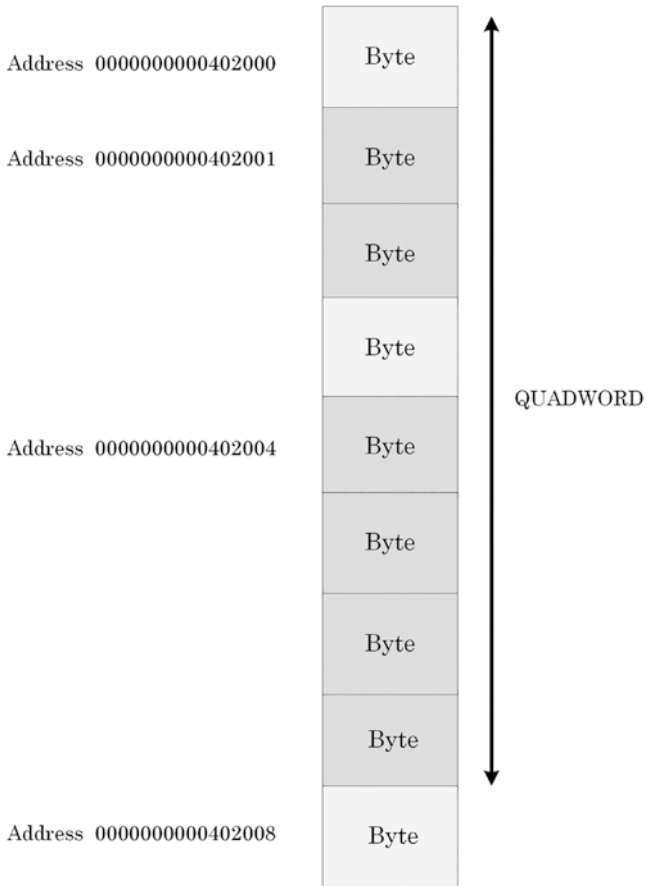 Address 0000000000402000 Byte
Address 0000000000402001 Byte
Byte
Byte
QUADWORD
Address 0000000000402004 Byte
Byte
Byte
Byte
Address 0000000000402008 Byte